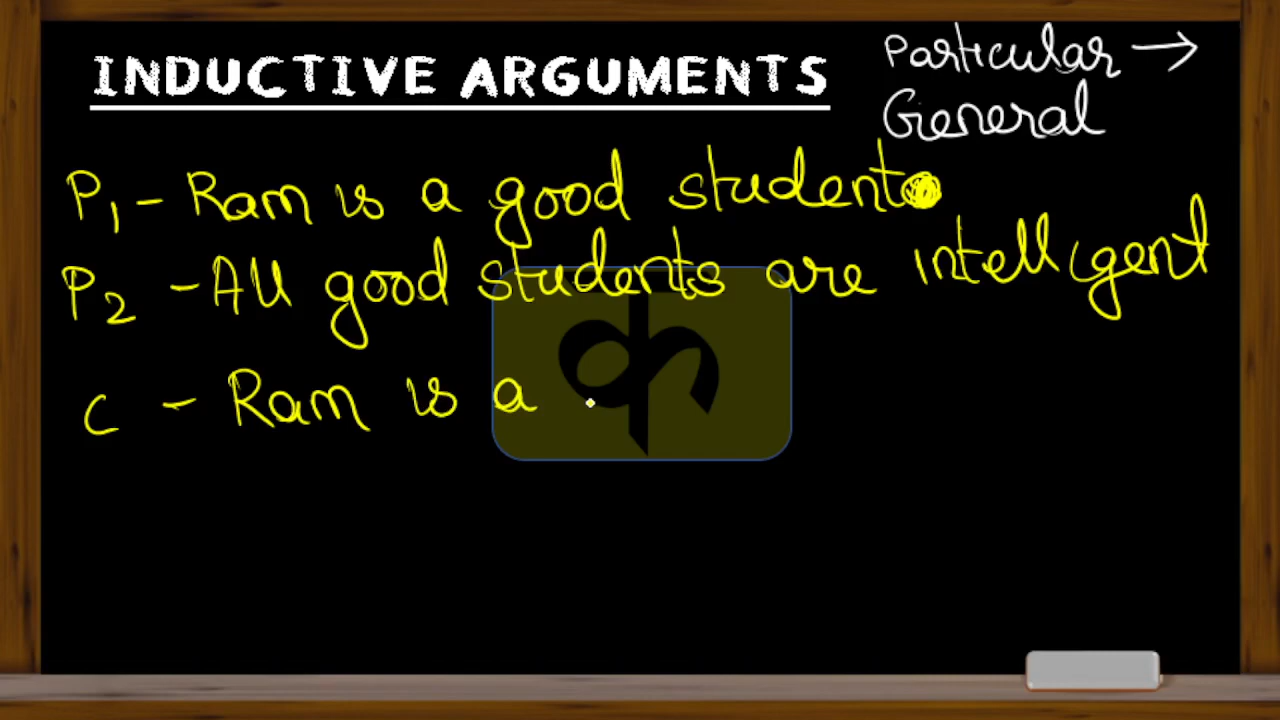 INDUCTIVE ARGUMENTS
Particular →
General
P1 - Ram is a good student
P2 - All good students are intelligent
C - Ram is a
क